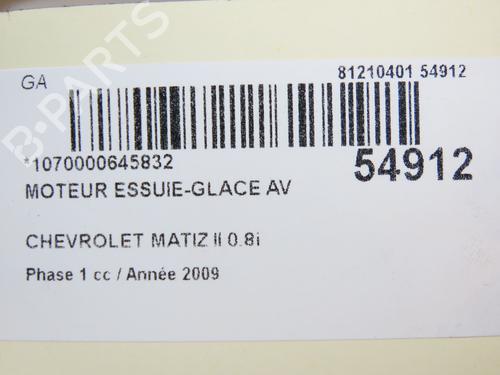 GA
81210401 54912
*1070000645832
54912
MOTEUR ESSUIE-GLACE AV
CHEVROLET MATIZ II 0.8i
Phase 1 cc / Année 2009
B-PARTS